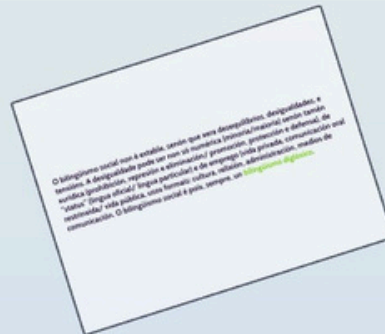 O bilingüismo social non é estable, senón que xera desequilibrios, desigualdades, e
tensións. A desigualdade pode ser non só numérica (minoría/maioría) senón tamén
xurídica (prohibición, represión e eliminación/ promoción, protección e defensa), de
"status" (lingua oficial/ lingua particular) e de emprego (vida privada, comunicación oral
restrinxida/ vida pública, usos formais: cultura, relixión, administración, medios de
comunicación. O bilingüismo social é pois, sempre, un bilingüismo diglósico.